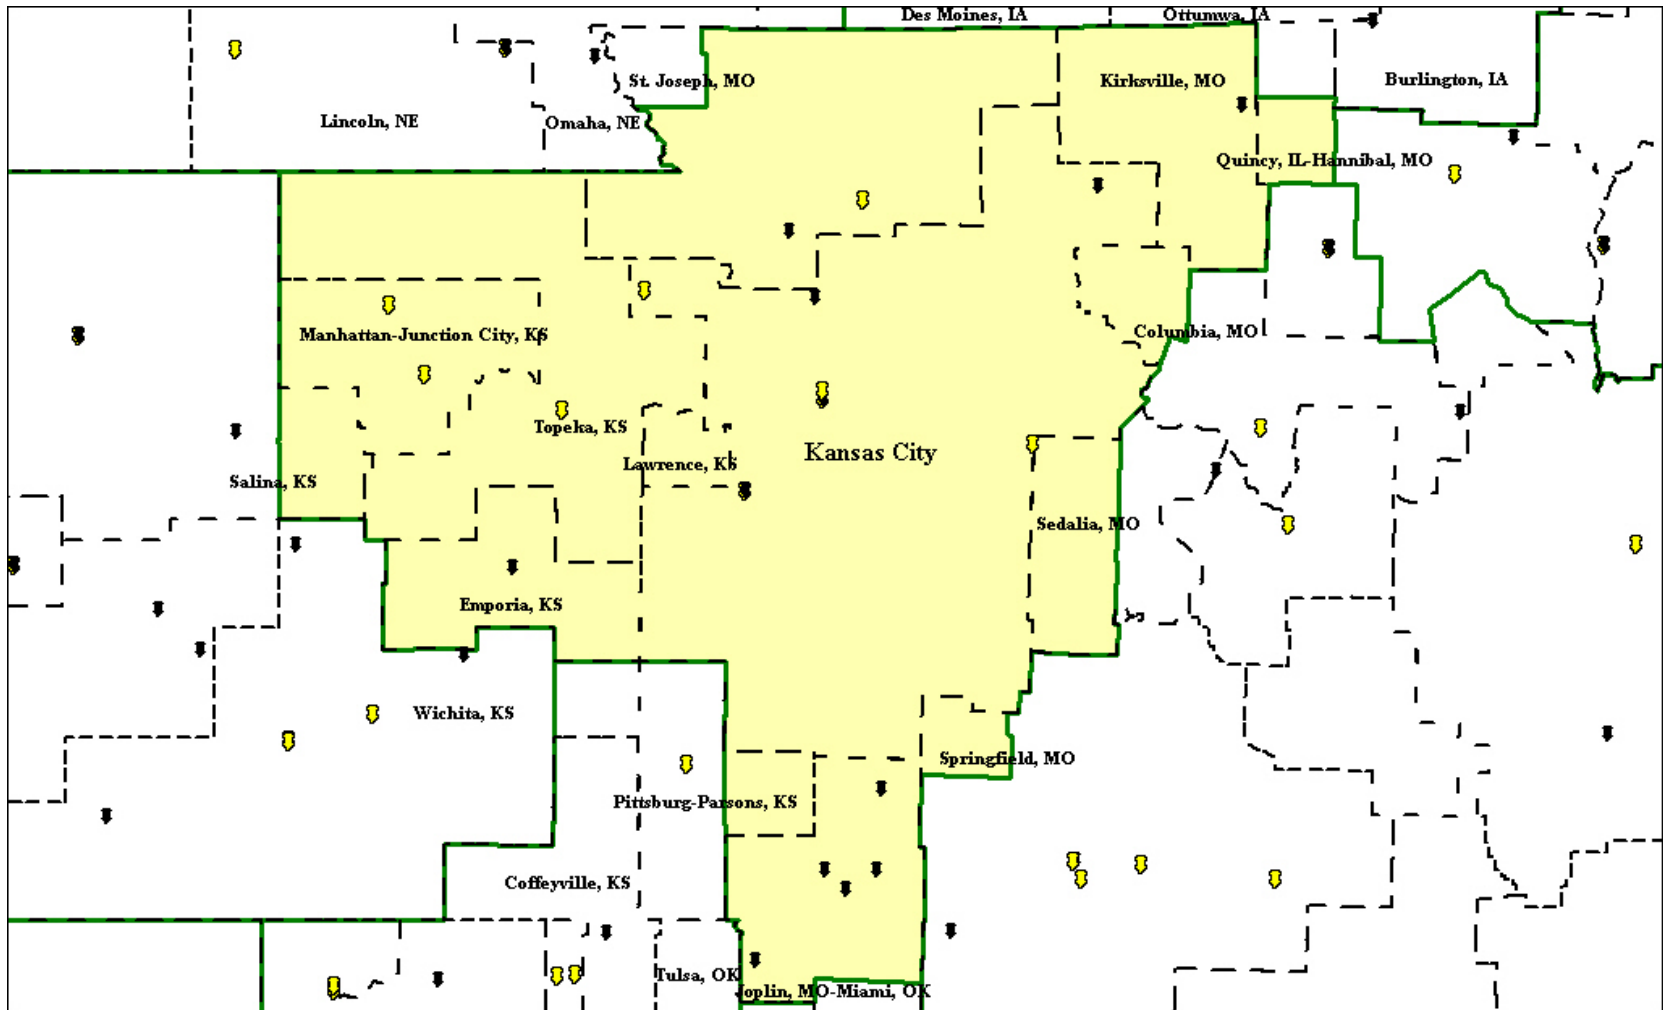 Des Moines, IA
Ottumwa, IA
St. Joseph, MO
Kirksville, MO
Burlington, IA
Lincoln, NE
Omaha, NE
Quincy, IL-Hannibal, MO
Manhattan-Junction City, KS
Columbia, MO
Topeka, KS
Kansas City
Lawrence, KS
Salina, KS
Sedalia, MO
Emporia, KS
Wichita, KS
Springfield, MO
Pittsburg-Parsons, KS
Coffeyville, KS
Tulsa, OK
Joplin, MO-Miami, OK